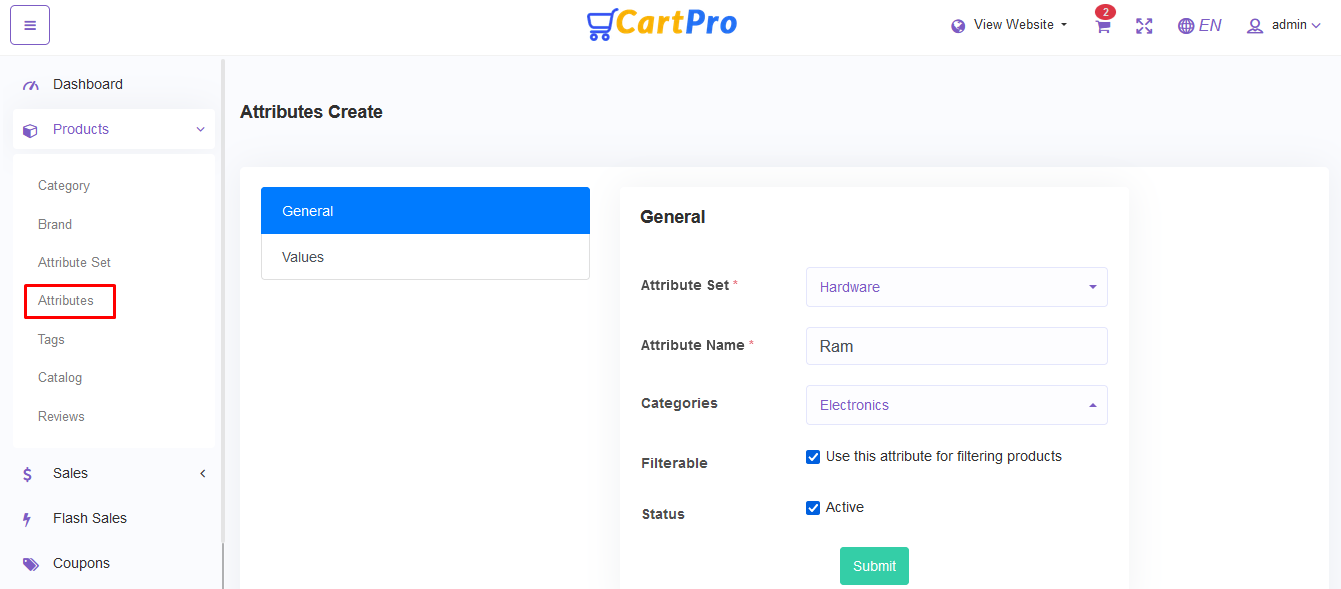 CartPro
View Website
2
EN
admin
Dashboard
Products
Category
Brand
Attribute Set
Attributes
Tags
Catalog
Reviews
Sales
Flash Sales
Coupons
Attributes Create
General
Values
General
Attribute Set *
Hardware
Attribute Name *
Ram
Categories
Electronics
Filterable
Use this attribute for filtering products
Status
Active
Submit